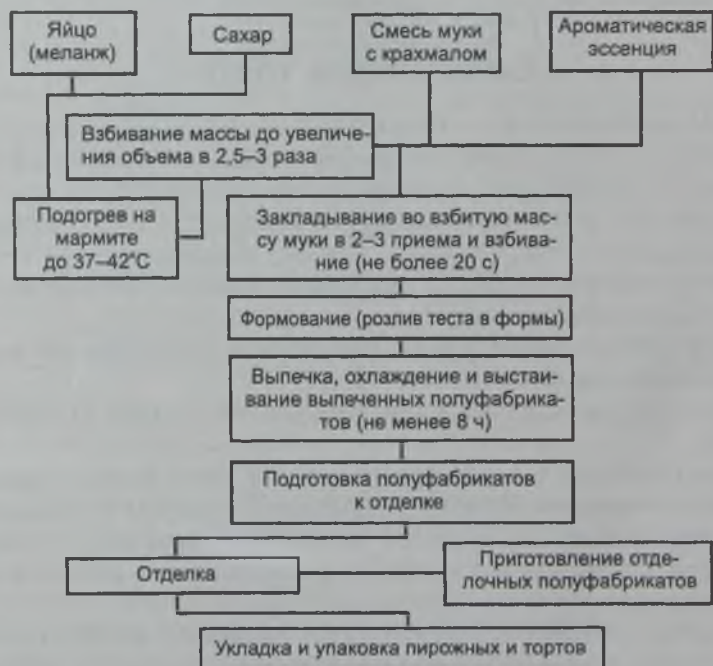 Яйцо
(меланж)
Сахар
Смесь муки
с крахмалом
Ароматическая
эссенция
Взбивание массы до увеличе-
ния объема в 2,5–3 раза
Подогрев на
мармите
до 37–42°С
Закладывание во взбитую мас-
су муки в 2–3 приема и взбива-
ние (не более 20 с)
Формование (розлив теста в формы)
Выпечка, охлаждение и выстаи-
вание выпеченных полуфабрика-
тов (не менее 8 ч)
Подготовка полуфабрикатов
к отделке
Отделка
Приготовление отде-
лочных полуфабрикатов
Укладка и упаковка пирожных и тортов